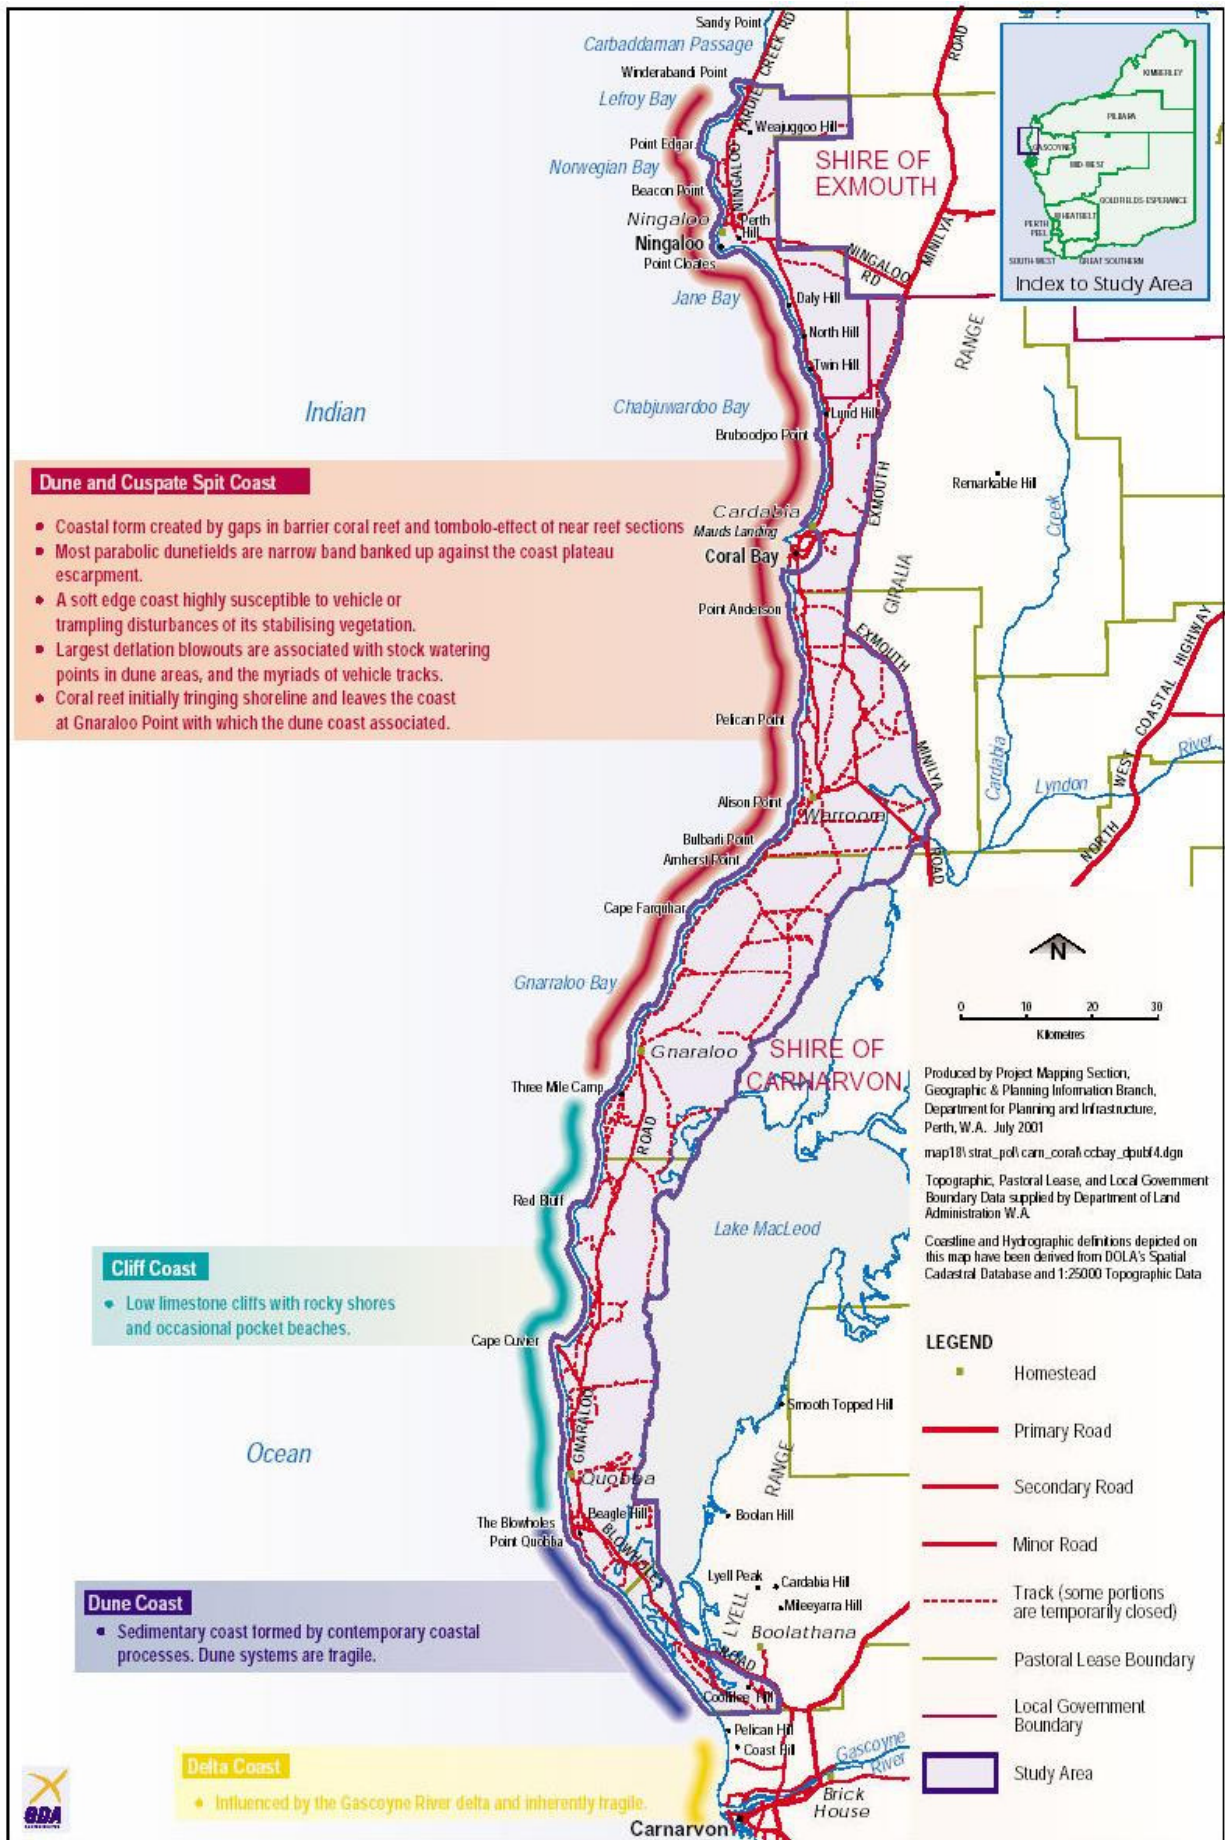 Sandy Point
Carbaddaman Passage
Winderabandi Point
Lefroy Bay
YARDIE CREEK RD
ROAD
Weajuggoo Hill
Point Edgar
Norwegian Bay
Beacon Point
NINGALOO
SHIRE OF
EXMOUTH
Ningaloo
Perth
Hill
Ningaloo
Point Cloates
NINGALOO
RD
MINILYA
Jane Bay
Daly Hill
North Hill
Twin Hill
RANGE
Indian
Chabjuwardoo Bay
Lund Hill
Bruboodjoo Point
KIMBERLEY
PILBARA
GASCOYNE
MID-WEST
GOLDFIELDS-ESPERANCE
WHEATBELT
PERTH
PEEL
SOUTH-WEST
GREAT SOUTHERN
Index to Study Area
Dune and Cuspate Spit Coast
• Coastal form created by gaps in barrier coral reef and tombolo-effect of near reef sections
• Most parabolic dunefields are narrow band banked up against the coast plateau
escarpment.
• A soft edge coast highly susceptible to vehicle or
trampling disturbances of its stabilising vegetation.
• Largest deflation blowouts are associated with stock watering
points in dune areas, and the myriads of vehicle tracks.
• Coral reef initially fringing shoreline and leaves the coast
at Gnaraloo Point with which the dune coast associated.
Remarkable Hill
EXMOUTH
Creek
Cardabia
Mauds Landing
Coral Bay
GIRALIA
Point Anderson
EXMOUTH
Pelican Point
MINILYA
Cardabia
NORTH WEST COASTAL HIGHWAY
River
Lyndon
Alison Point
Warroora
Bulbarli Point
Amherst Point
ROAD
Cape Farquhar
Gnarraloo Bay
N
0 10 20 30
Kilometres
Gnaraloo
SHIRE OF
CARNARVON
Three Mile Camp
ROAD
Produced by Project Mapping Section,
Geographic & Planning Information Branch,
Department for Planning and Infrastructure,
Perth, W.A. July 2001
map18\ strat_pol\ carn_coral\ ccbay_dpubf4.dgn
Topographic, Pastoral Lease, and Local Government
Boundary Data supplied by Department of Land
Administration W.A.
Coastline and Hydrographic definitions depicted on
this map have been derived from DOLA's Spatial
Cadastral Database and 1:25000 Topographic Data
Red Bluff
Lake MacLeod
Cliff Coast
• Low limestone cliffs with rocky shores
and occasional pocket beaches.
Cape Cuvier
Smooth Topped Hill
GNARALOO
RANGE
Ocean
Quobba
Beagle Hill
The Blowholes
Point Quobba
BLOWHOLES
Boolan Hill
Lyell Peak
Cardabia Hill
Mileeyarra Hill
LYELL
Boolathana
ROAD
Dune Coast
• Sedimentary coast formed by contemporary coastal
processes. Dune systems are fragile.
Pelican Hill
Coast Hill
Gascoyne
River
Delta Coast
• Influenced by the Gascoyne River delta and inherently fragile.
Brick
House
Carnarvon
LEGEND
Homestead
Primary Road
Secondary Road
Minor Road
Track (some portions
are temporarily closed)
Pastoral Lease Boundary
Local Government
Boundary
Study Area
GDA